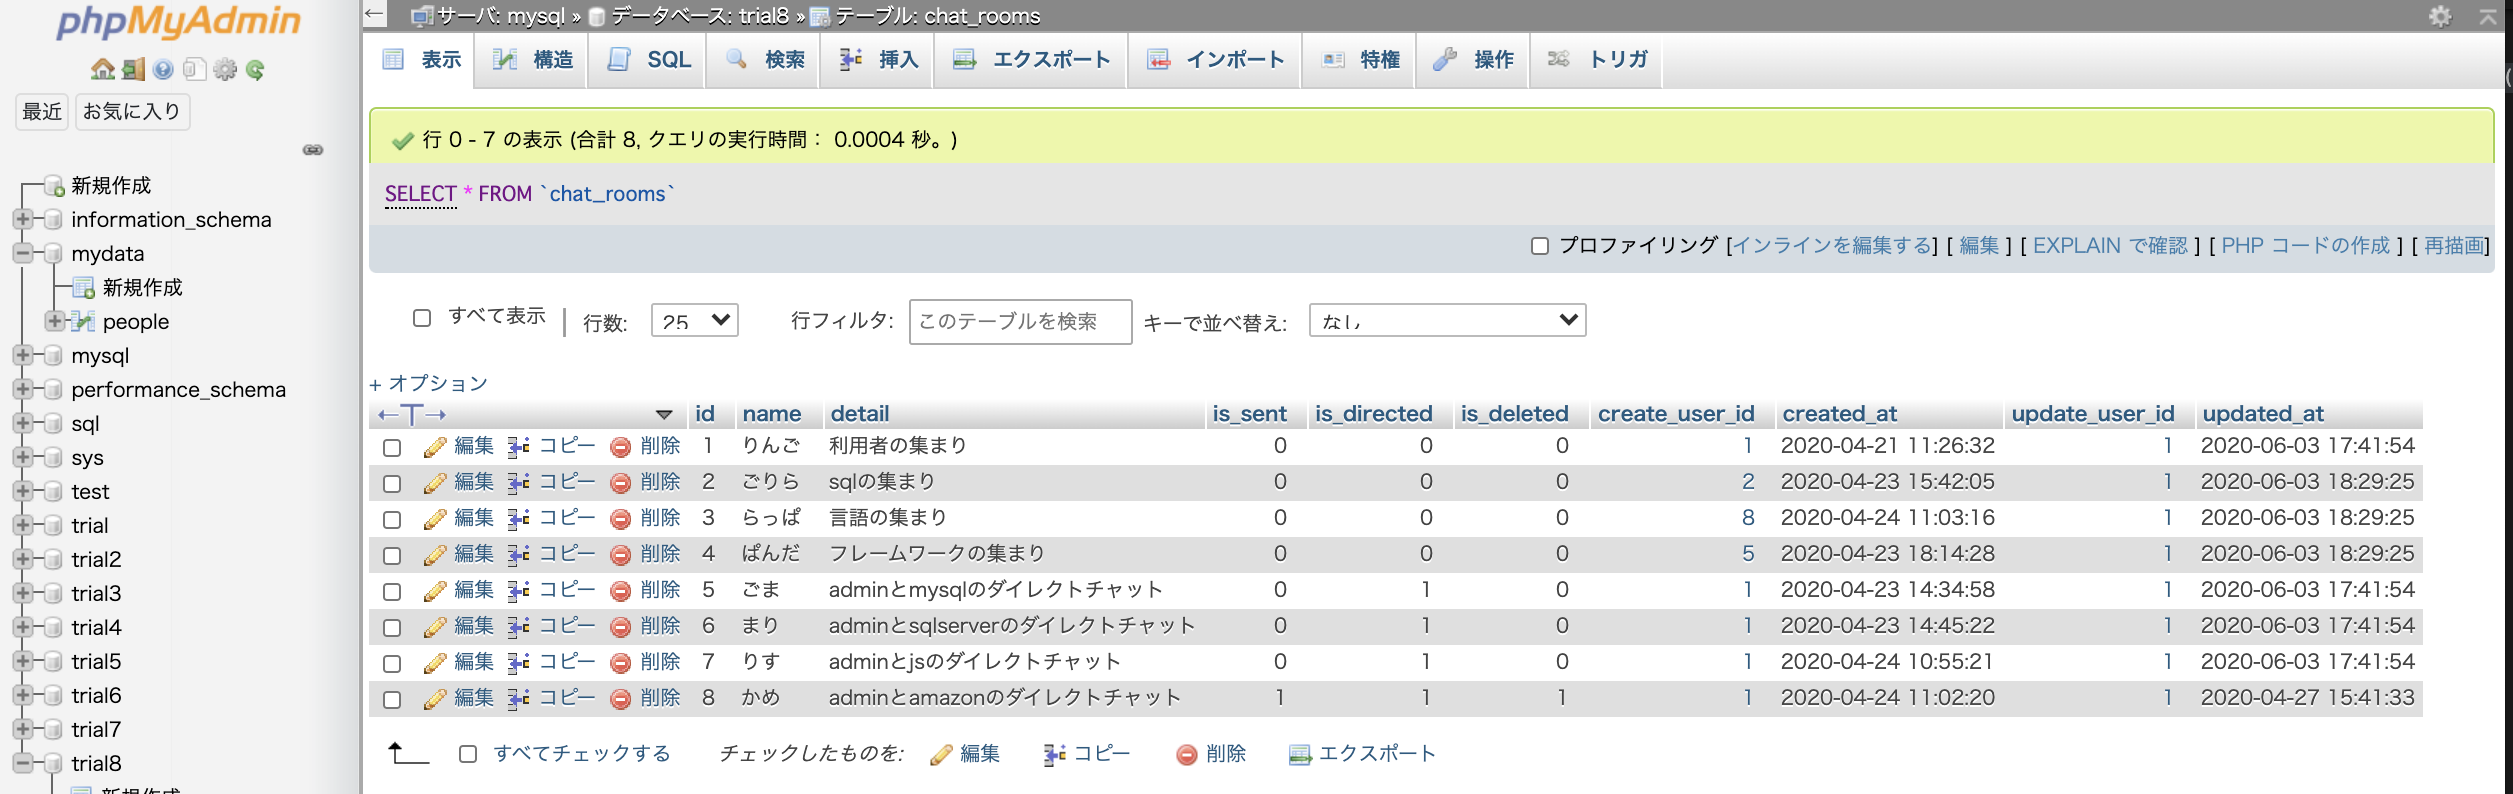 phpMyAdmin
最近 お気に入り
新規作成
information_schema
mydata
新規作成
people
mysql
performance_schema
sql
sys
test
trial
trial2
trial3
trial4
trial5
trial6
trial7
trial8
新規作成
サーバ: mysql » データベース: trial8 » テーブル: chat_rooms
表示 構造 SQL 検索 挿入 エクスポート インポート 特権 操作 トリガ
行 0 - 7 の表示 (合計 8, クエリの実行時間： 0.0004 秒。)
SELECT * FROM `chat_rooms`
プロファイリング [インラインを編集する] [ 編集 ] [ EXPLAIN で確認 ] [ PHP コードの作成 ] [ 再描画]
すべて表示 | 行数: 25 行フィルタ: このテーブルを検索 キーで並べ替え: なし
+ オプション
←T→ id name detail is_sent is_directed is_deleted create_user_id created_at update_user_id updated_at
編集 コピー 削除 1 りんご 利用者の集まり 0 0 0 1 2020-04-21 11:26:32 1 2020-06-03 17:41:54
編集 コピー 削除 2 ごりら sqlの集まり 0 0 0 2 2020-04-23 15:42:05 1 2020-06-03 18:29:25
編集 コピー 削除 3 らっぱ 言語の集まり 0 0 0 8 2020-04-24 11:03:16 1 2020-06-03 18:29:25
編集 コピー 削除 4 ぱんだ フレームワークの集まり 0 0 0 5 2020-04-23 18:14:28 1 2020-06-03 18:29:25
編集 コピー 削除 5 ごま adminとmysqlのダイレクトチャット 0 1 0 1 2020-04-23 14:34:58 1 2020-06-03 17:41:54
編集 コピー 削除 6 まり adminとsqlserverのダイレクトチャット 0 1 0 1 2020-04-23 14:45:22 1 2020-06-03 17:41:54
編集 コピー 削除 7 りす adminとjsのダイレクトチャット 0 1 0 1 2020-04-24 10:55:21 1 2020-06-03 17:41:54
編集 コピー 削除 8 かめ adminとamazonのダイレクトチャット 1 1 1 1 2020-04-24 11:02:20 1 2020-04-27 15:41:33
すべてチェックする チェックしたものを: 編集 コピー 削除 エクスポート